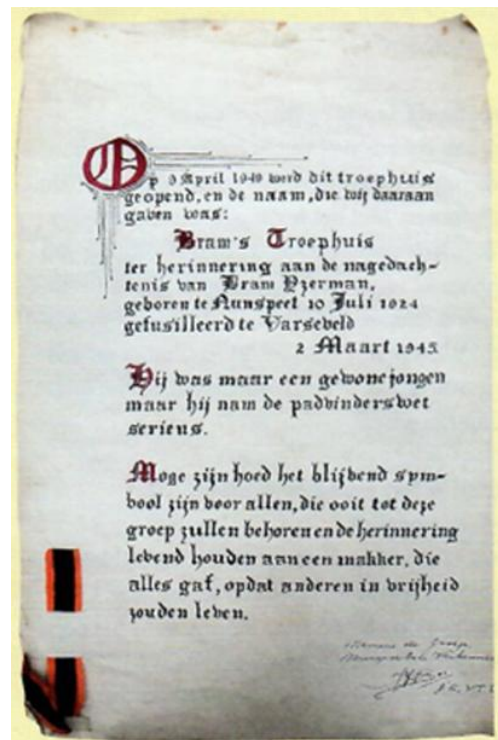 Op 9 April 1949 werd dit troephuis
geopend, en de naam, die wij daaraan
gaven was:
Bram's Troephuis
ter herinnering aan de nagedach-
tenis van Bram Yzerman,
geboren te Nunspeet 10 Juli 1924
gefusilleerd te Varseveld
2 Maart 1945
Hij was maar een gewone jongen
maar hij nam de padvinderswet
serieus.
Moge zijn hoed het blijvend sym-
bool zijn voor allen, die ooit tot deze
groep zullen behoren en de herinnering
levend houden aan een makker, die
alles gaf, opdat anderen in vrijheid
zouden leven.
Namens de Groep